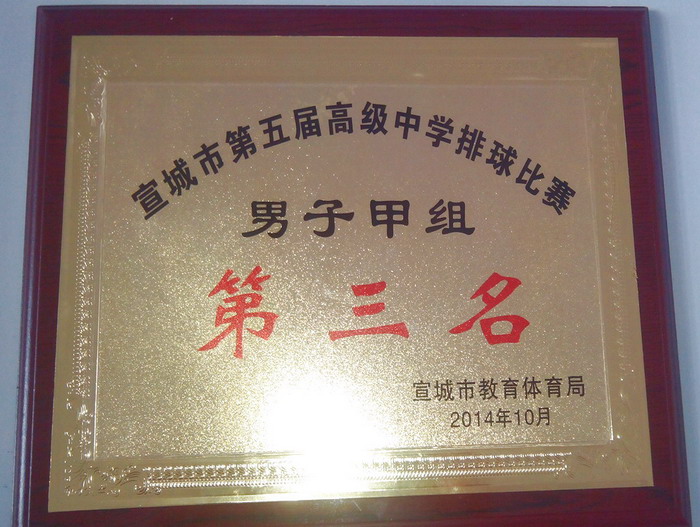 宣城市第五届高级中学排球比赛
男子甲组
第三名
宣城市教育体育局
2014年10月